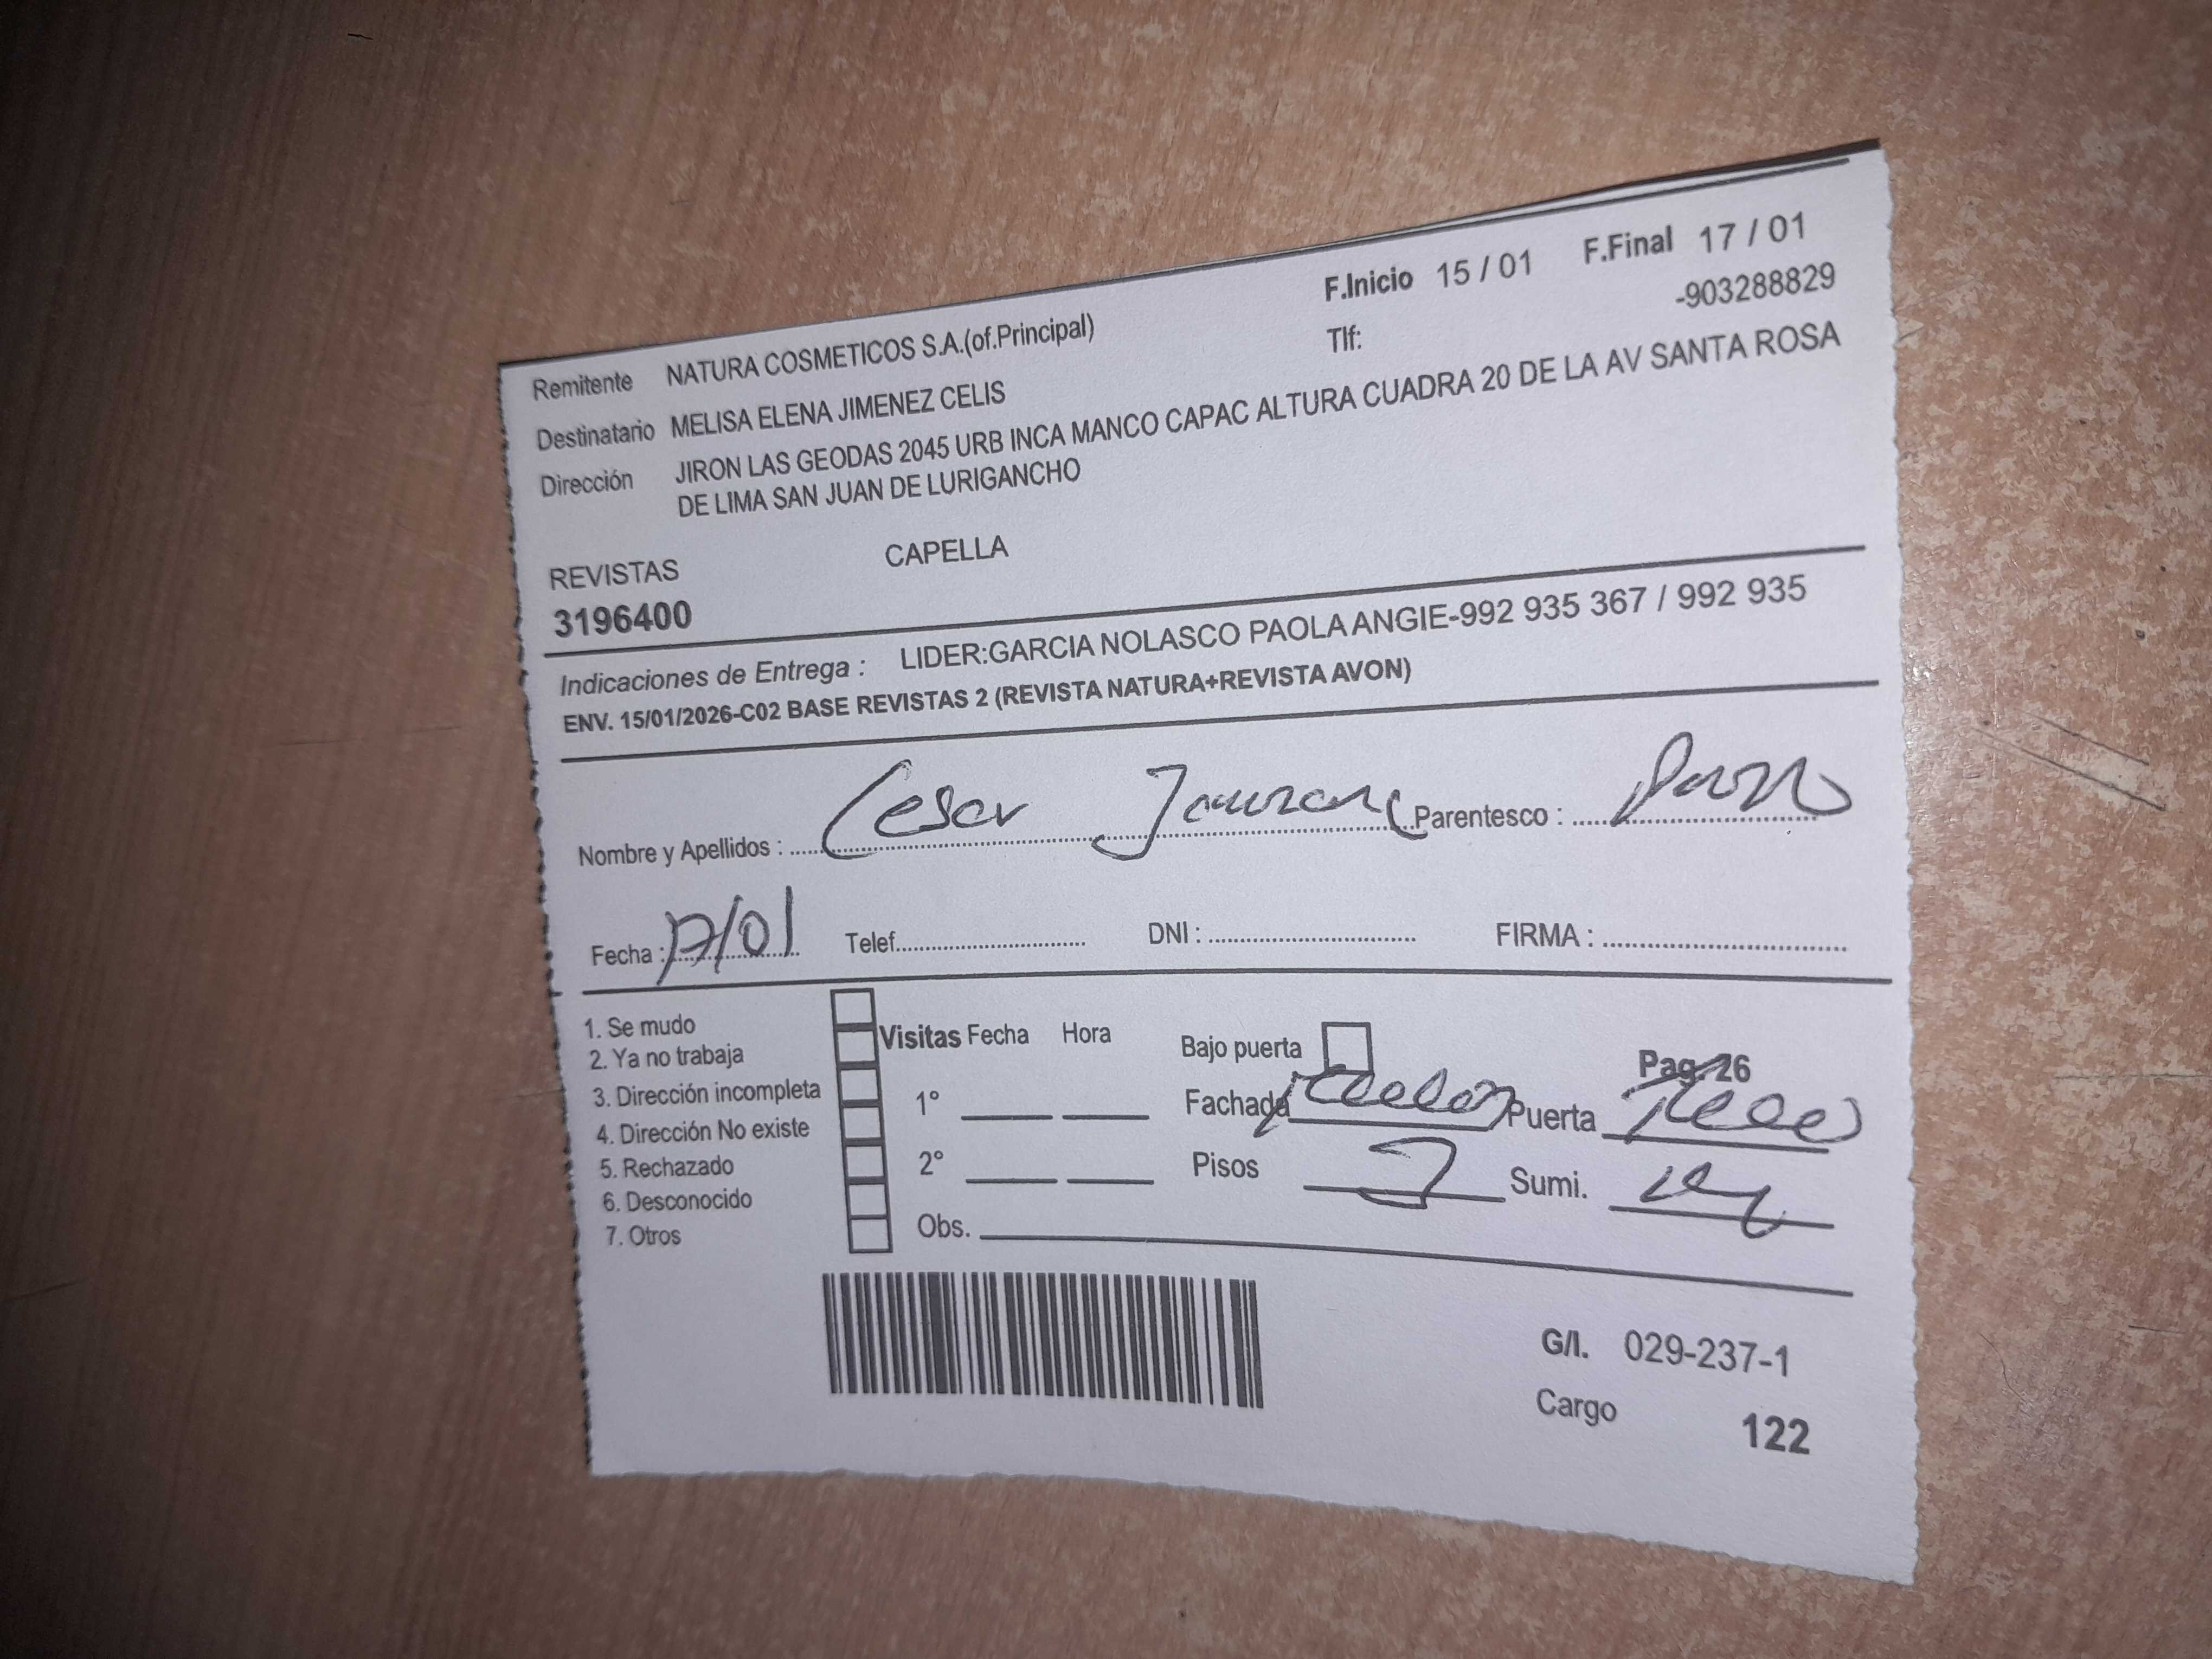 F.Inicio 15 / 01 F.Final 17 / 01
Remitente NATURA COSMETICOS S.A.(of.Principal) Tlf: -903288829
Destinatario MELISA ELENA JIMENEZ CELIS
Dirección JIRON LAS GEODAS 2045 URB INCA MANCO CAPAC ALTURA CUADRA 20 DE LA AV SANTA ROSA
DE LIMA SAN JUAN DE LURIGANCHO
REVISTAS CAPELLA
3196400
Indicaciones de Entrega : LIDER:GARCIA NOLASCO PAOLA ANGIE-992 935 367 / 992 935
ENV. 15/01/2026-C02 BASE REVISTAS 2 (REVISTA NATURA+REVISTA AVON)
Nombre y Apellidos : Cesar Parentesco :
Fecha : 17/01 Telef. DNI : FIRMA :
1. Se mudo
2. Ya no trabaja
3. Dirección incompleta
4. Dirección No existe
5. Rechazado
6. Desconocido
7. Otros
Visitas Fecha Hora
1°
2°
Obs.
Bajo puerta Pag. 26
Fachada Puerta
Pisos Sumi.
G/I. 029-237-1
Cargo 122